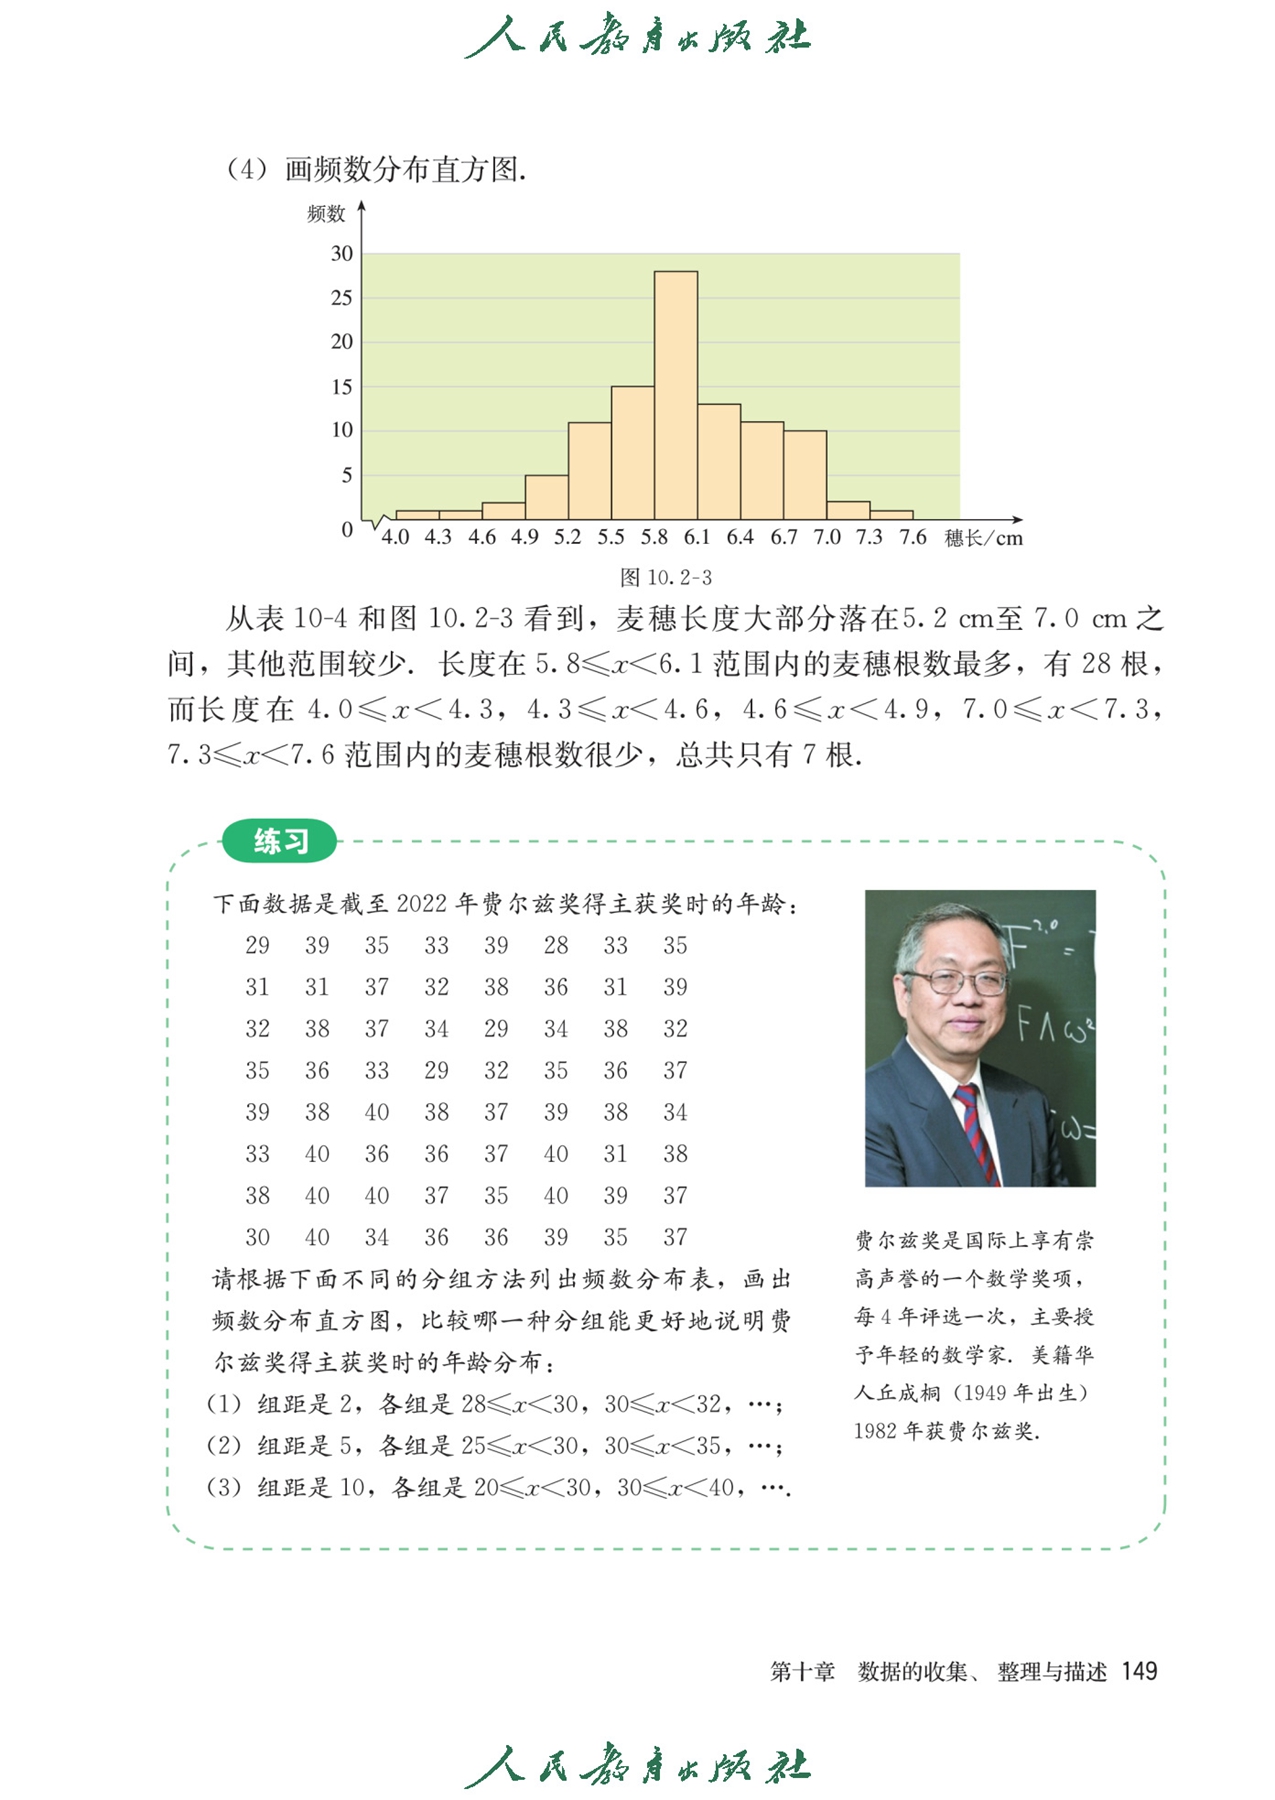 人民教育出版社
（4）画频数分布直方图．
频数
30
25
20
15
10
5
0
4.0 4.3 4.6 4.9 5.2 5.5 5.8 6.1 6.4 6.7 7.0 7.3 7.6 穗长/cm
图 10.2-3
从表 10-4 和图 10.2-3 看到，麦穗长度大部分落在5.2 cm至 7.0 cm 之
间，其他范围较少．长度在 5.8≤x＜6.1 范围内的麦穗根数最多，有 28 根，
而长度在 4.0≤x＜4.3，4.3≤x＜4.6，4.6≤x＜4.9，7.0≤x＜7.3，
7.3≤x＜7.6 范围内的麦穗根数很少，总共只有 7 根．
练习
下面数据是截至 2022 年费尔兹奖得主获奖时的年龄：
29 39 35 33 39 28 33 35
31 31 37 32 38 36 31 39
32 38 37 34 29 34 38 32
35 36 33 29 32 35 36 37
39 38 40 38 37 39 38 34
33 40 36 36 37 40 31 38
38 40 40 37 35 40 39 37
30 40 34 36 36 39 35 37
请根据下面不同的分组方法列出频数分布表，画出
频数分布直方图，比较哪一种分组能更好地说明费
尔兹奖得主获奖时的年龄分布：
（1）组距是 2，各组是 28≤x＜30，30≤x＜32，…；
（2）组距是 5，各组是 25≤x＜30，30≤x＜35，…；
（3）组距是 10，各组是 20≤x＜30，30≤x＜40，…．
F²,⁰ =
F∧ω²
ω=
费尔兹奖是国际上享有崇
高声誉的一个数学奖项，
每 4 年评选一次，主要授
予年轻的数学家．美籍华
人丘成桐（1949 年出生）
1982 年获费尔兹奖．
第十章 数据的收集、整理与描述 149
人民教育出版社